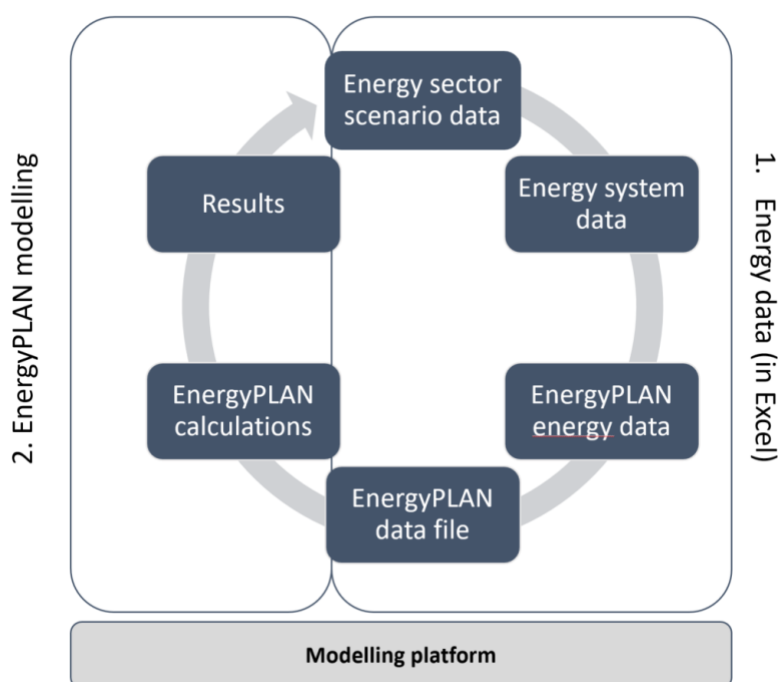 Energy sector
scenario data
Energy system
data
EnergyPLAN
energy data
EnergyPLAN
data file
EnergyPLAN
calculations
Results
2. EnergyPLAN modelling
1. Energy data (in Excel)
Modelling platform